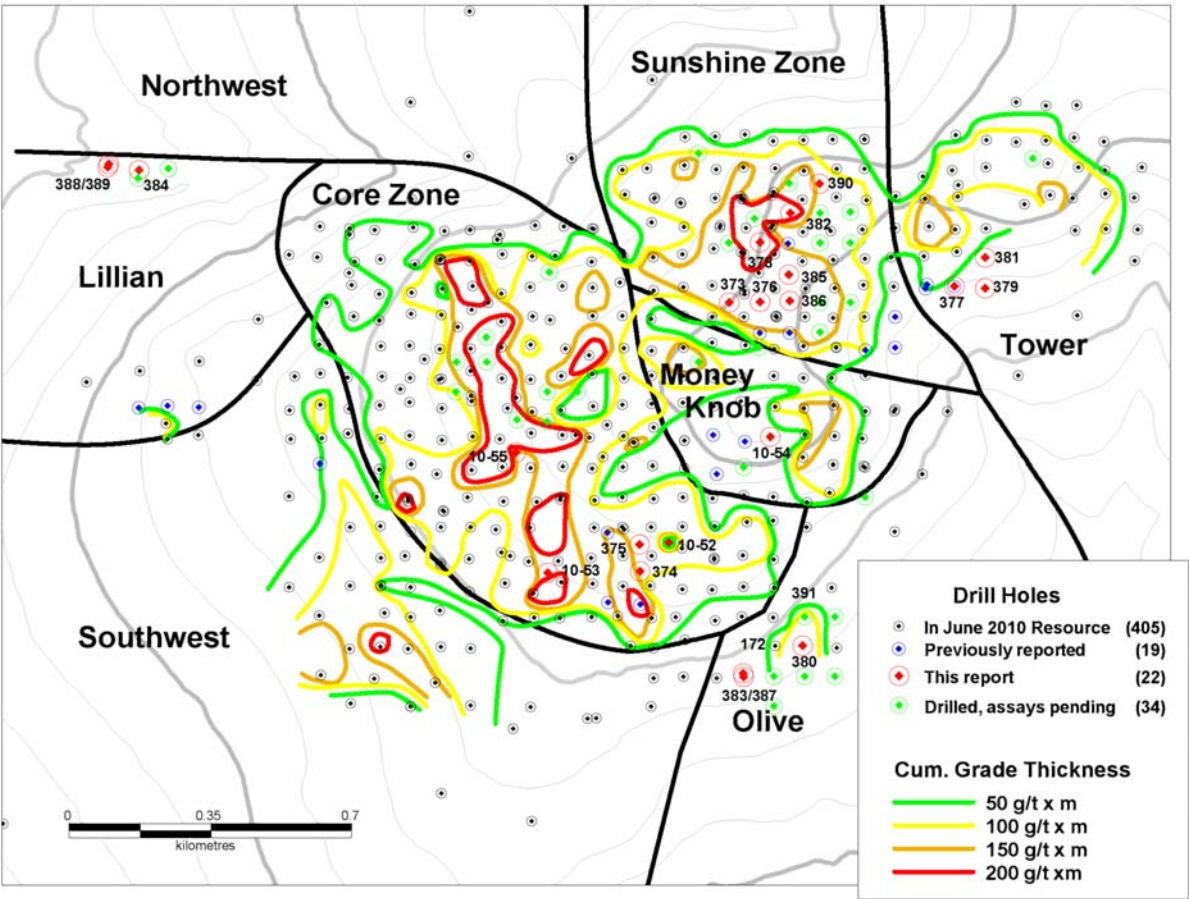 Sunshine Zone
Northwest
388/389
384
Core Zone
390
382
378
381
Lillian
373
376
385
386
377
379
Tower
Money
Knob
10-55
10-54
375
10-52
10-53
374
391
Southwest
172
380
383/387
Olive
Drill Holes
In June 2010 Resource (405)
Previously reported (19)
This report (22)
Drilled, assays pending (34)
Cum. Grade Thickness
50 g/t x m
100 g/t x m
150 g/t x m
200 g/t xm
0 0.35 0.7
kilometres